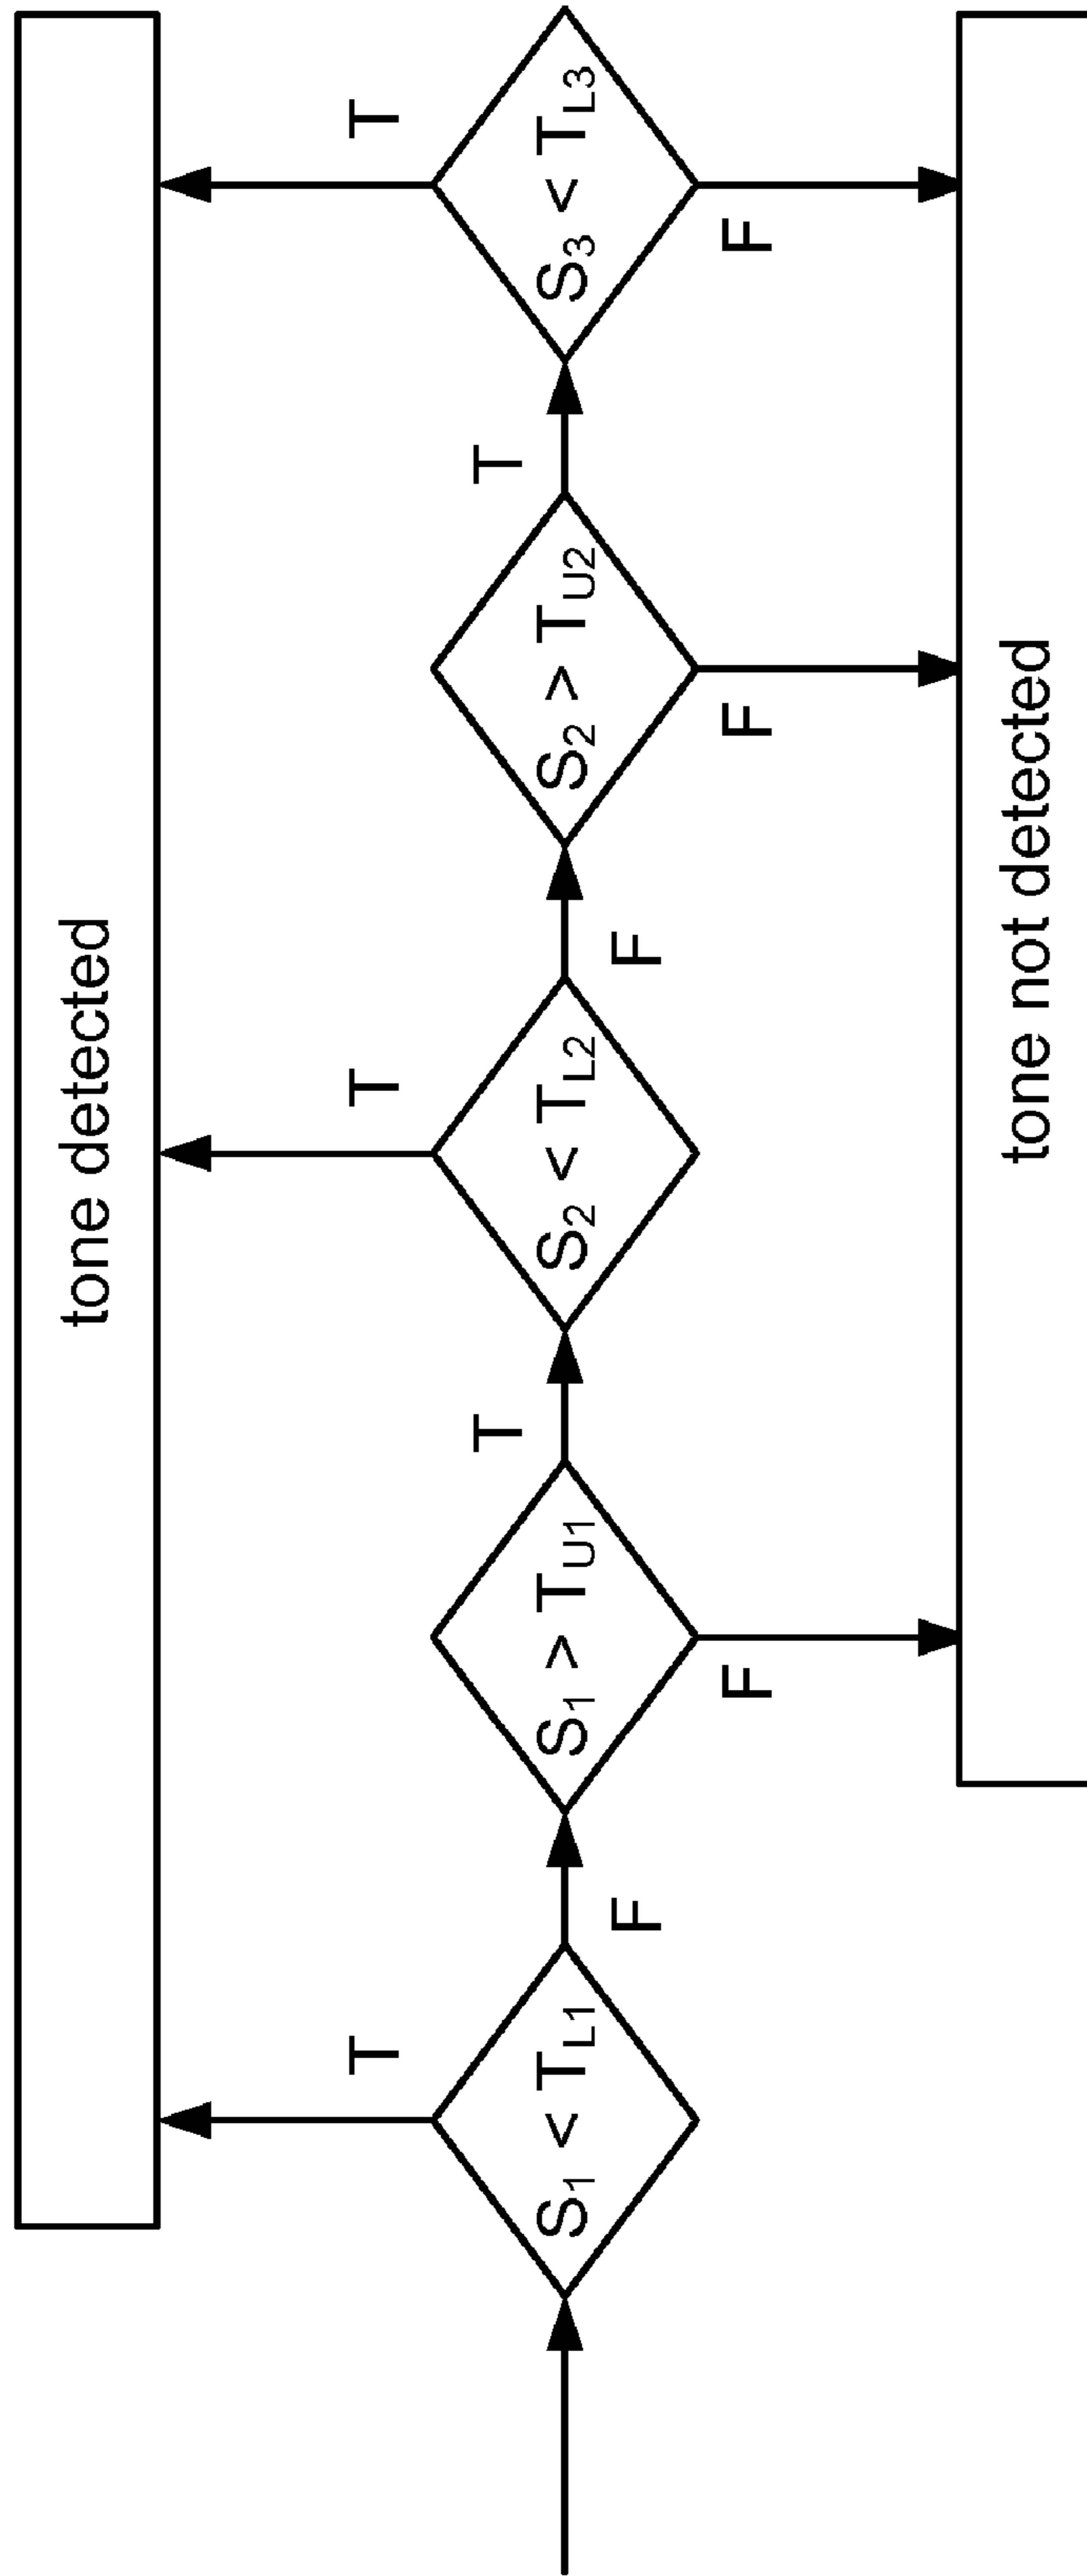 tone detected
T
T
T
T
T
S₁ < T_L1
S₁ > T_U1
S₂ < T_L2
S₂ > T_U2
S₃ < T_L3
F
F
F
F
F
tone not detected